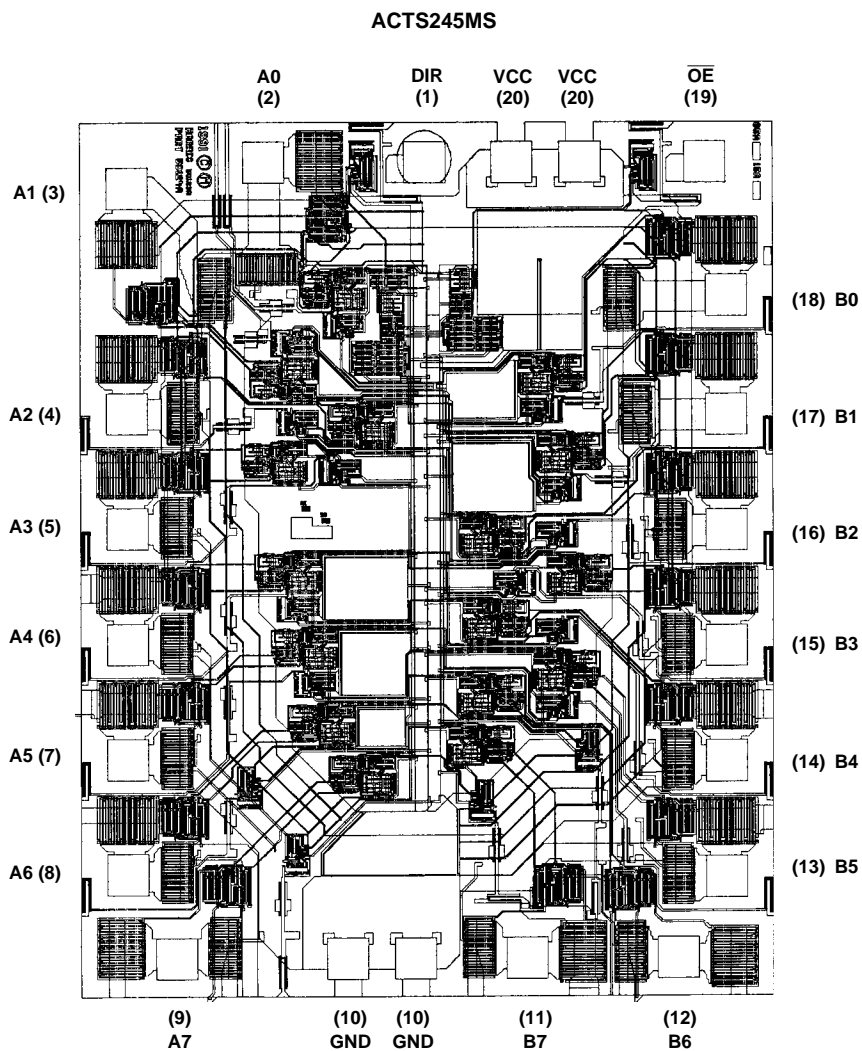 ACTS245MS
A0 DIR VCC VCC OE
(2) (1) (20) (20) (19)
A1 (3)
(18) B0
A2 (4)
(17) B1
A3 (5)
(16) B2
A4 (6)
(15) B3
A5 (7)
(14) B4
A6 (8)
(13) B5
(9) (10) (10) (11) (12)
A7 GND GND B7 B6